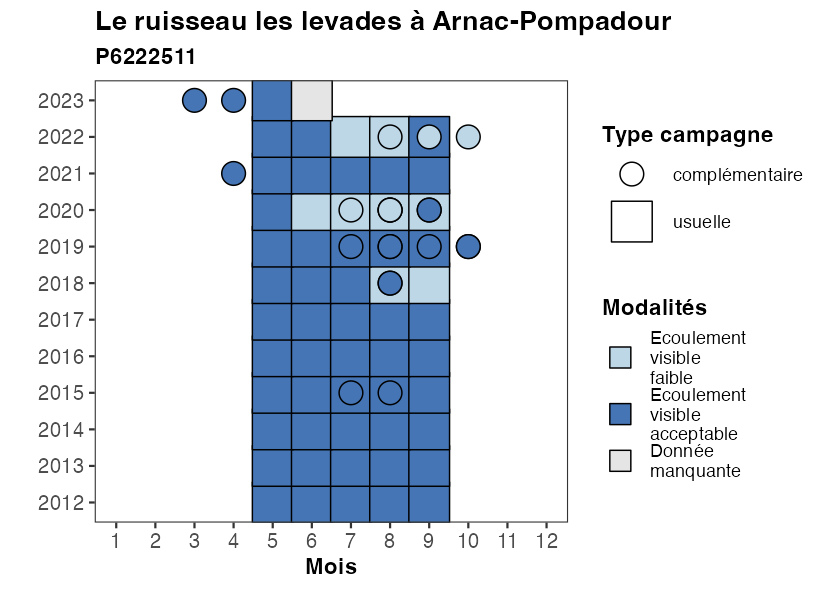 Le ruisseau les levades à Arnac-Pompadour
P6222511
2023
2022
2021
2020
2019
2018
2017
2016
2015
2014
2013
2012
1 2 3 4 5 6 7 8 9 10 11 12
Mois
Type campagne
complémentaire
usuelle
Modalités
Ecoulement
visible
faible
Ecoulement
visible
acceptable
Donnée
manquante